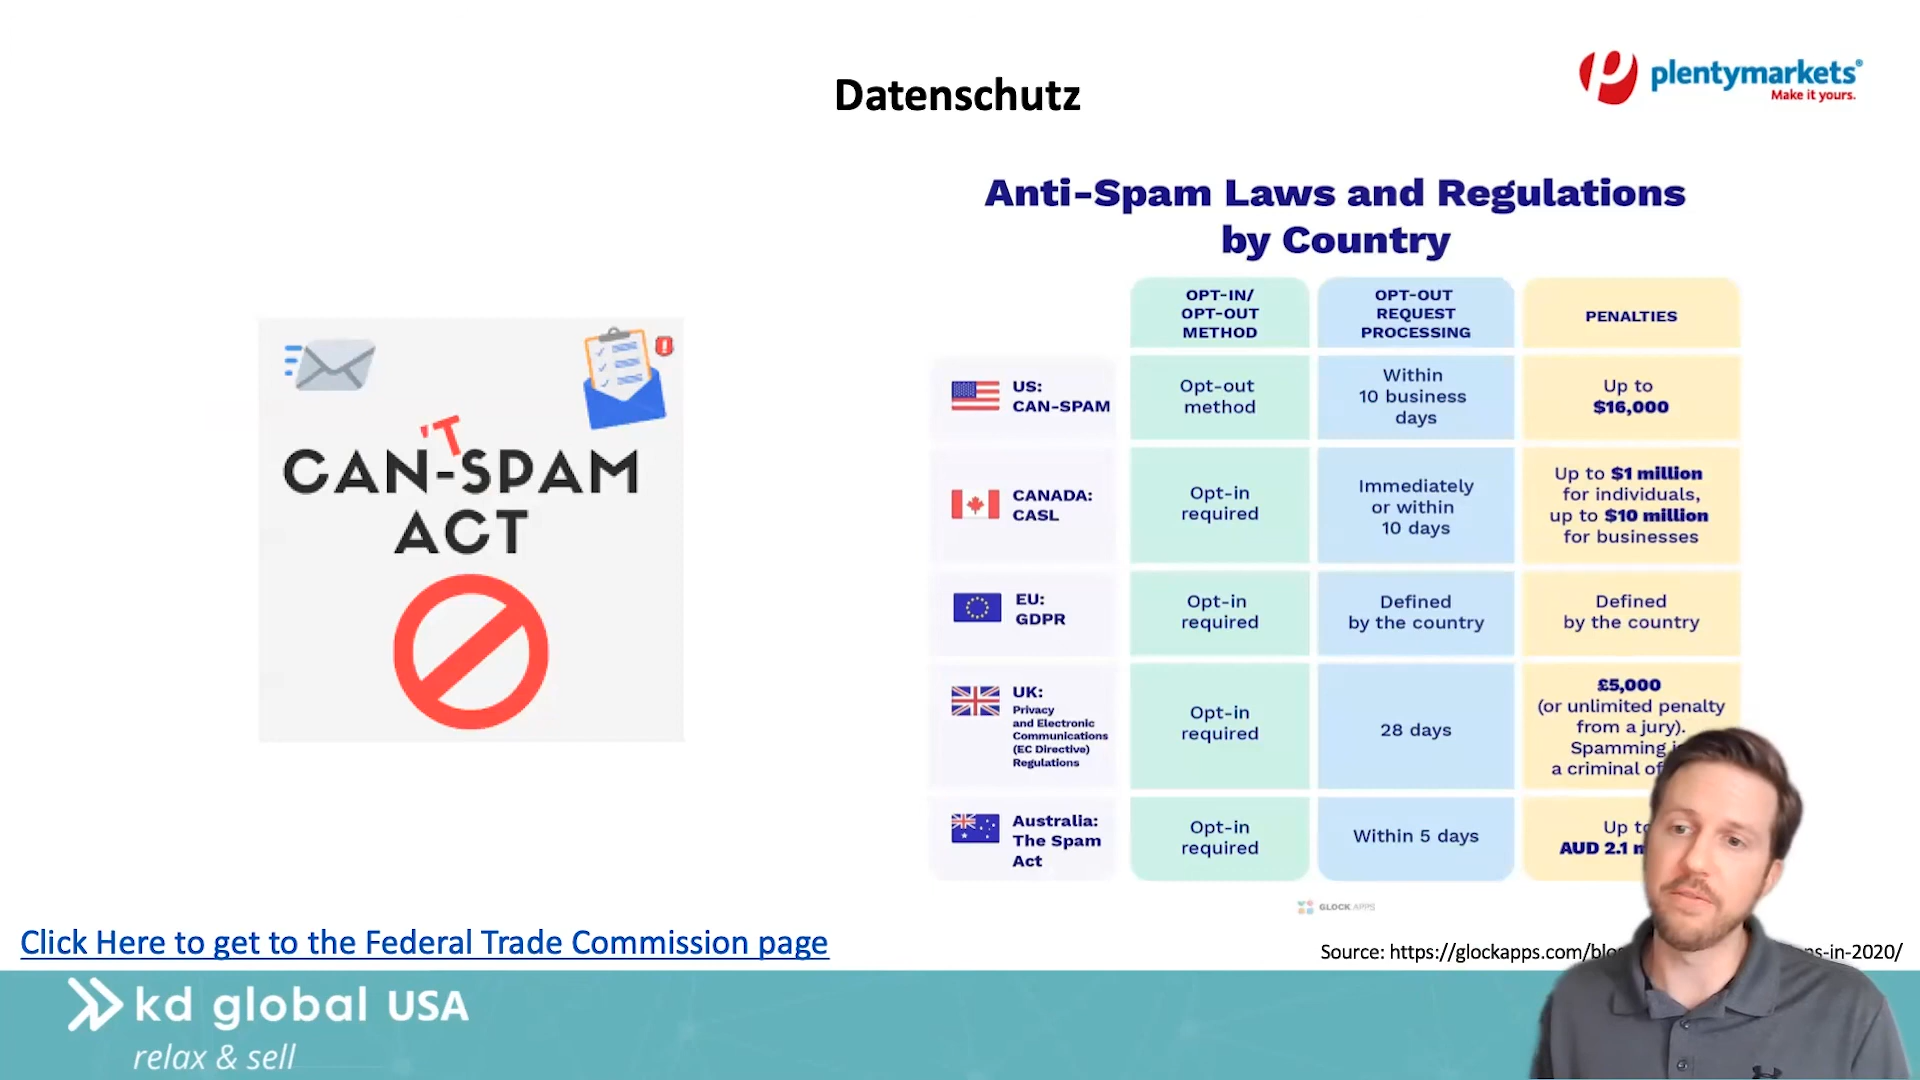 Datenschutz
plentymarkets®
Make it yours.
Anti-Spam Laws and Regulations
by Country
OPT-IN/
OPT-OUT
METHOD
OPT-OUT
REQUEST
PROCESSING
PENALTIES
US:
CAN-SPAM
Opt-out
method
Within
10 business
days
Up to
$16,000
CANADA:
CASL
Opt-in
required
Immediately
or within
10 days
Up to $1 million
for individuals,
up to $10 million
for businesses
EU:
GDPR
Opt-in
required
Defined
by the country
Defined
by the country
UK:
Privacy
and Electronic
Communications
(EC Directive)
Regulations
Opt-in
required
28 days
£5,000
(or unlimited penalty
from a jury).
Spamming
a criminal
Australia:
The Spam
Act
Opt-in
required
Within 5 days
Up to
AUD 2.1
GLOCK APPS
'T
CAN-SPAM
ACT
Click Here to get to the Federal Trade Commission page
Source: https://glockapps.com/blo s-in-2020/
kd global USA
relax & sell